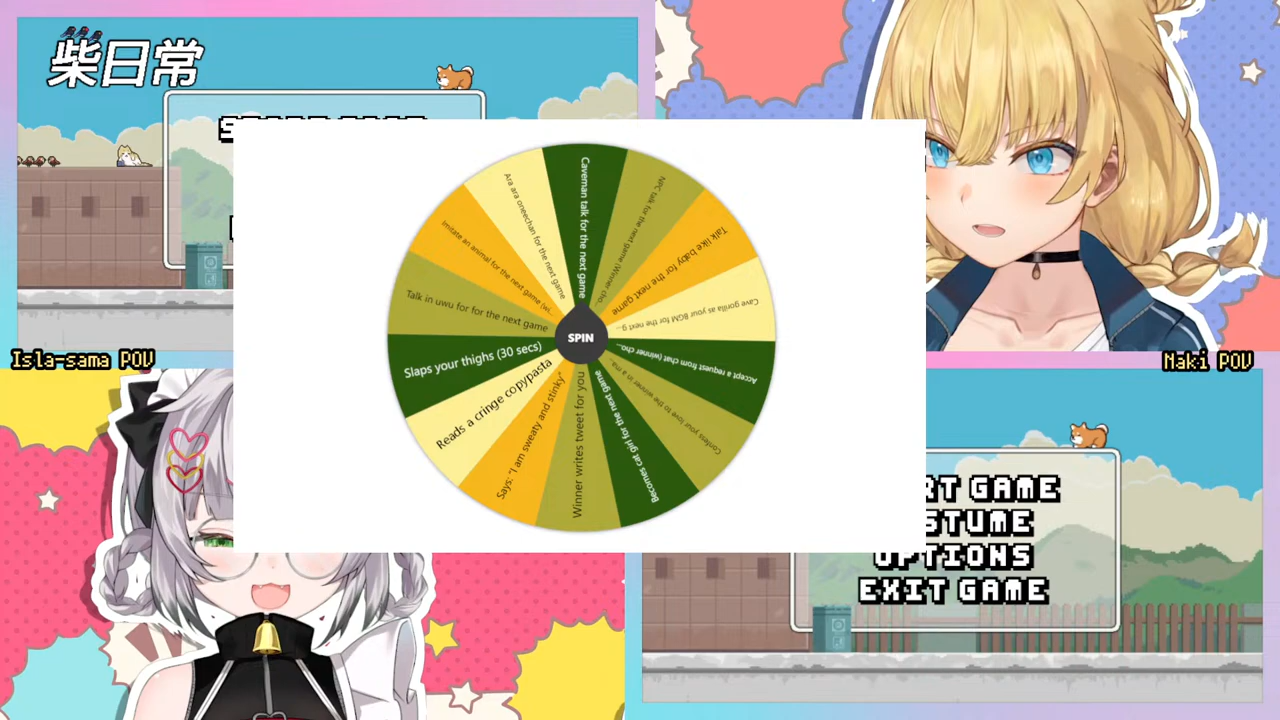 柴日常
Caveman talk for the next game
NPC talk for the next game (Winner cho...
Talk like baby for the next game
Cave gorilla as your BGM for the next g...
Accept a request from chat (winner cho...
Confess your love to the winner in a ma...
Becomes cat girl for the next game
Winner writes tweet for you
Says: "I am sweaty and stinky"
Reads a cringe copypasta
Slaps your thighs (30 secs)
Talk in uwu for for the next game
Imitate an animal for the next game (wi...
Ara ara oneechan for the next game
SPIN
Isla-sama POV
Naki POV
RT GAME
STUME
OPTIONS
EXIT GAME